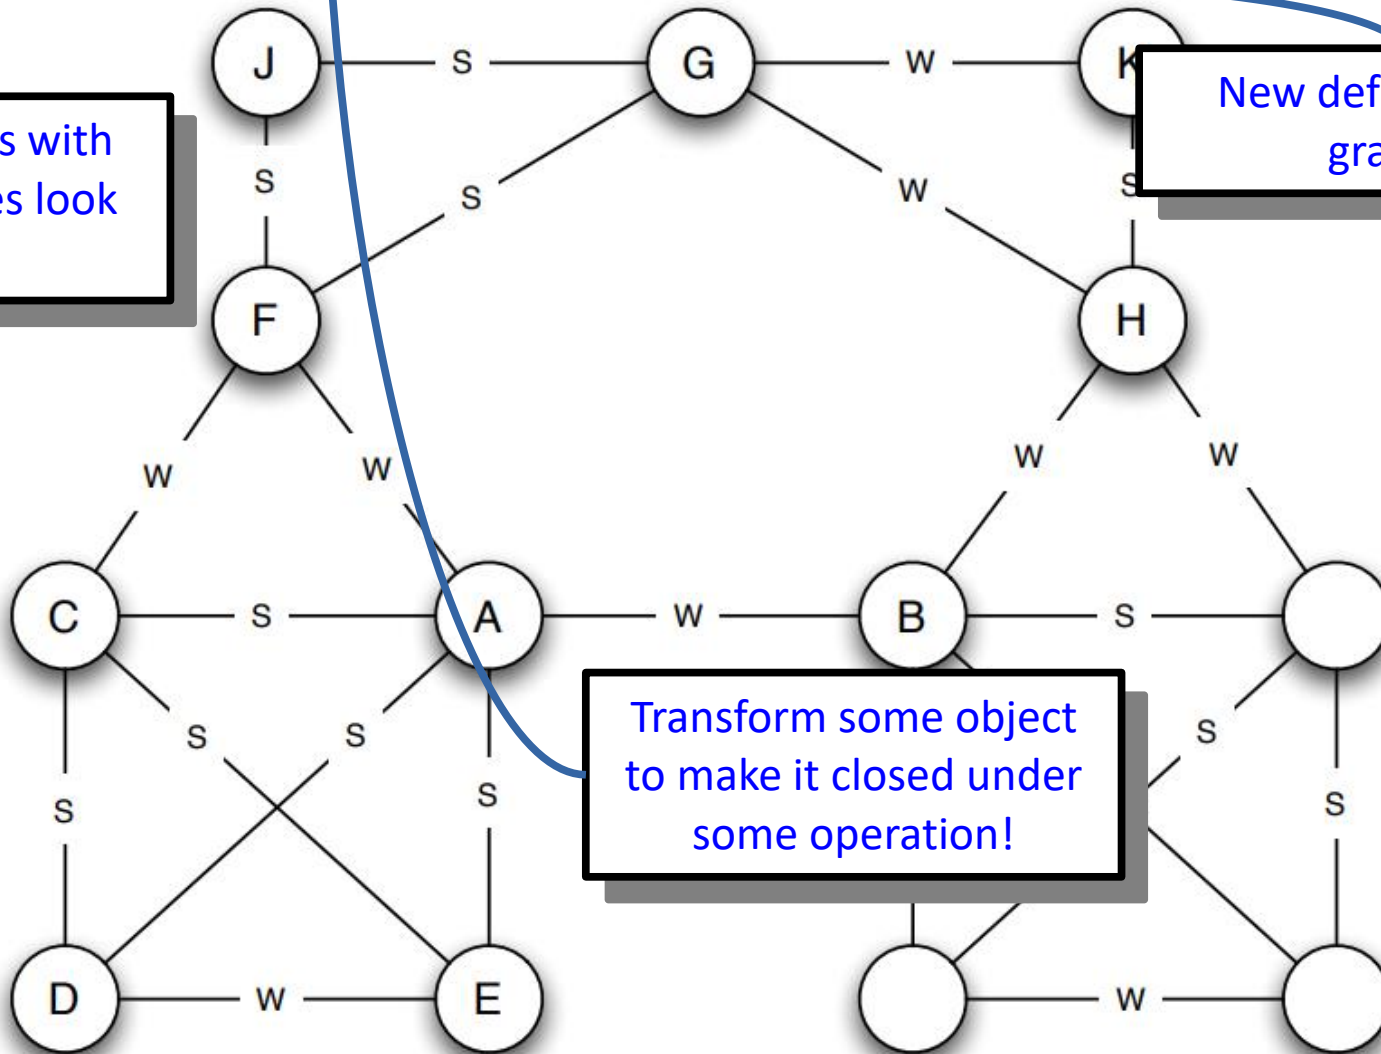 J S G W K
New def
gra
s with
es look
S S W S
F H
W W W W
C S A W B S
Transform some object
to make it closed under
some operation!
S S S S S S
D W E W